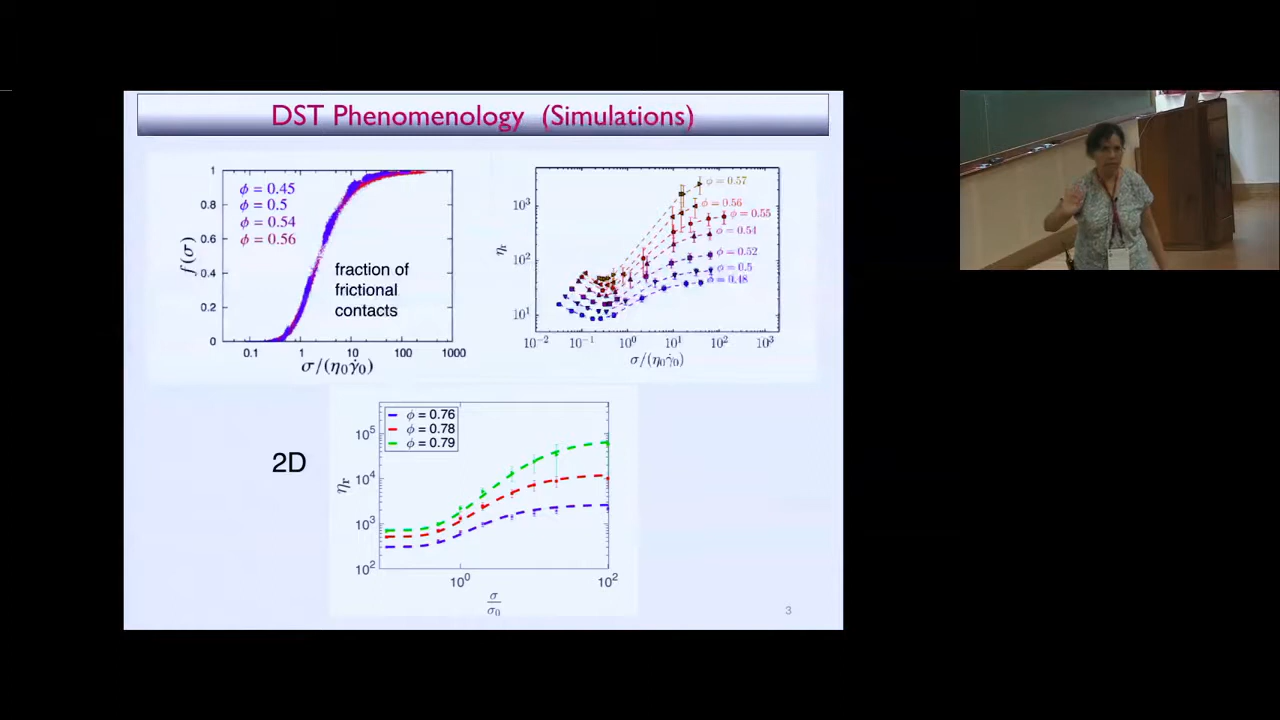 DST Phenomenology (Simulations)
f(σ)
1
0.8
0.6
0.4
0.2
0
ϕ = 0.45
ϕ = 0.5
ϕ = 0.54
ϕ = 0.56
fraction of
frictional
contacts
0.1
1
10
100
1000
σ/(η₀γ̇₀)
ηᵣ
10³
10²
10¹
ϕ = 0.57
ϕ = 0.56
ϕ = 0.55
ϕ = 0.54
ϕ = 0.52
ϕ = 0.5
ϕ = 0.48
10⁻²
10⁻¹
10⁰
10¹
10²
10³
σ/(η₀γ̇₀)
2D
ηᵣ
10⁵
10⁴
10³
10²
ϕ = 0.76
ϕ = 0.78
ϕ = 0.79
10⁰
10²
σ
σ₀
3